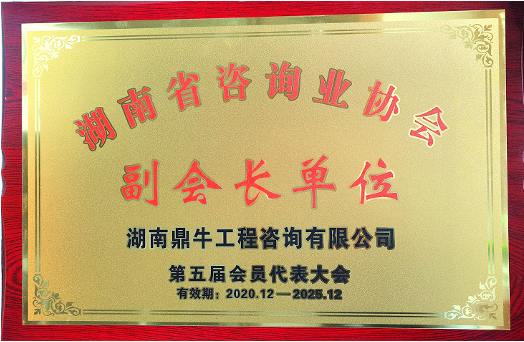 湖南省咨询业协会
副会长单位
湖南鼎牛工程咨询有限公司
第五届会员代表大会
有效期：2020.12—2025.12